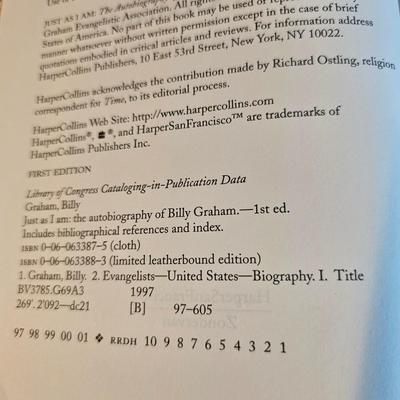 JUST AS I AM: The Autobiography
Graham Evangelistic Association. All rights
States of America. No part of this book may be used or
manner whatsoever without written permission except in the case of brief
quotations embodied in critical articles and reviews. For information address
HarperCollins Publishers, 10 East 53rd Street, New York, NY 10022.
HarperCollins acknowledges the contribution made by Richard Ostling, religion
correspondent for Time, to its editorial process.
HarperCollins Web Site: http://www.harpercollins.com
HarperCollins®, ®, and HarperSanFrancisco™ are trademarks of
HarperCollins Publishers Inc.
FIRST EDITION
Library of Congress Cataloging-in-Publication Data
Graham, Billy
Just as I am: the autobiography of Billy Graham.—1st ed.
Includes bibliographical references and index.
ISBN 0–06–063387–5 (cloth)
ISBN 0–06–063388–3 (limited leatherbound edition)
1. Graham, Billy. 2. Evangelists—United States—Biography. I. Title
BV3785.G69A3 1997
269'.2'092—dc21 [B] 97–605
97 98 99 00 01 ❖ RRDH 10 9 8 7 6 5 4 3 2 1